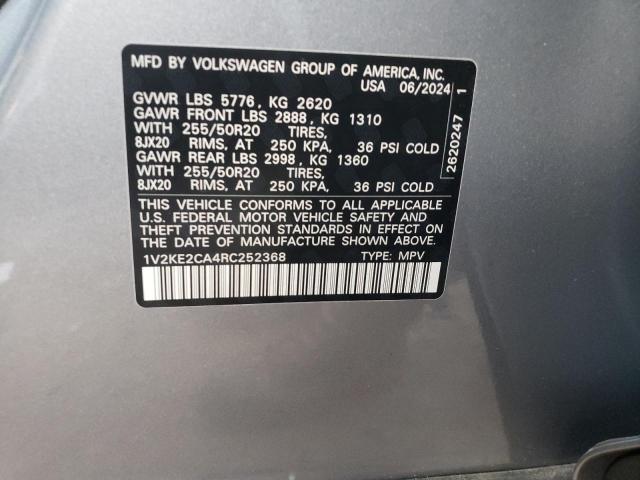 MFD BY VOLKSWAGEN GROUP OF AMERICA, INC.
USA 06/2024
GVWR LBS 5776, KG 2620
GAWR FRONT LBS 2888, KG 1310
WITH 255/50R20 TIRES,
8JX20 RIMS, AT 250 KPA, 36 PSI COLD
GAWR REAR LBS 2998, KG 1360
WITH 255/50R20 TIRES,
8JX20 RIMS, AT 250 KPA, 36 PSI COLD
THIS VEHICLE CONFORMS TO ALL APPLICABLE
U.S. FEDERAL MOTOR VEHICLE SAFETY AND
THEFT PREVENTION STANDARDS IN EFFECT ON
THE DATE OF MANUFACTURE SHOWN ABOVE.
1V2KE2CA4RC252368 TYPE: MPV
2620247 1